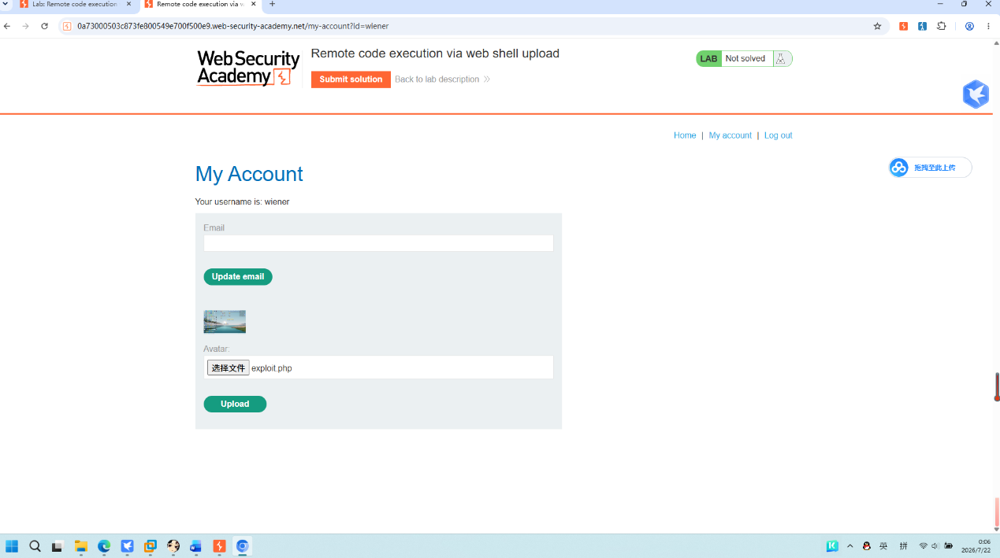 Lab: Remote code execution
Remote code execution via w
0a73000503c873fe800549e700f500e9.web-security-academy.net/my-account?id=wiener
WebSecurity
Academy
Remote code execution via web shell upload
Submit solution
Back to lab description
LAB
Not solved
Home | My account | Log out
拖拽至此上传
My Account
Your username is: wiener
Email
Update email
Avatar:
选择文件 exploit.php
Upload
英
拼
0:06
2026/7/22